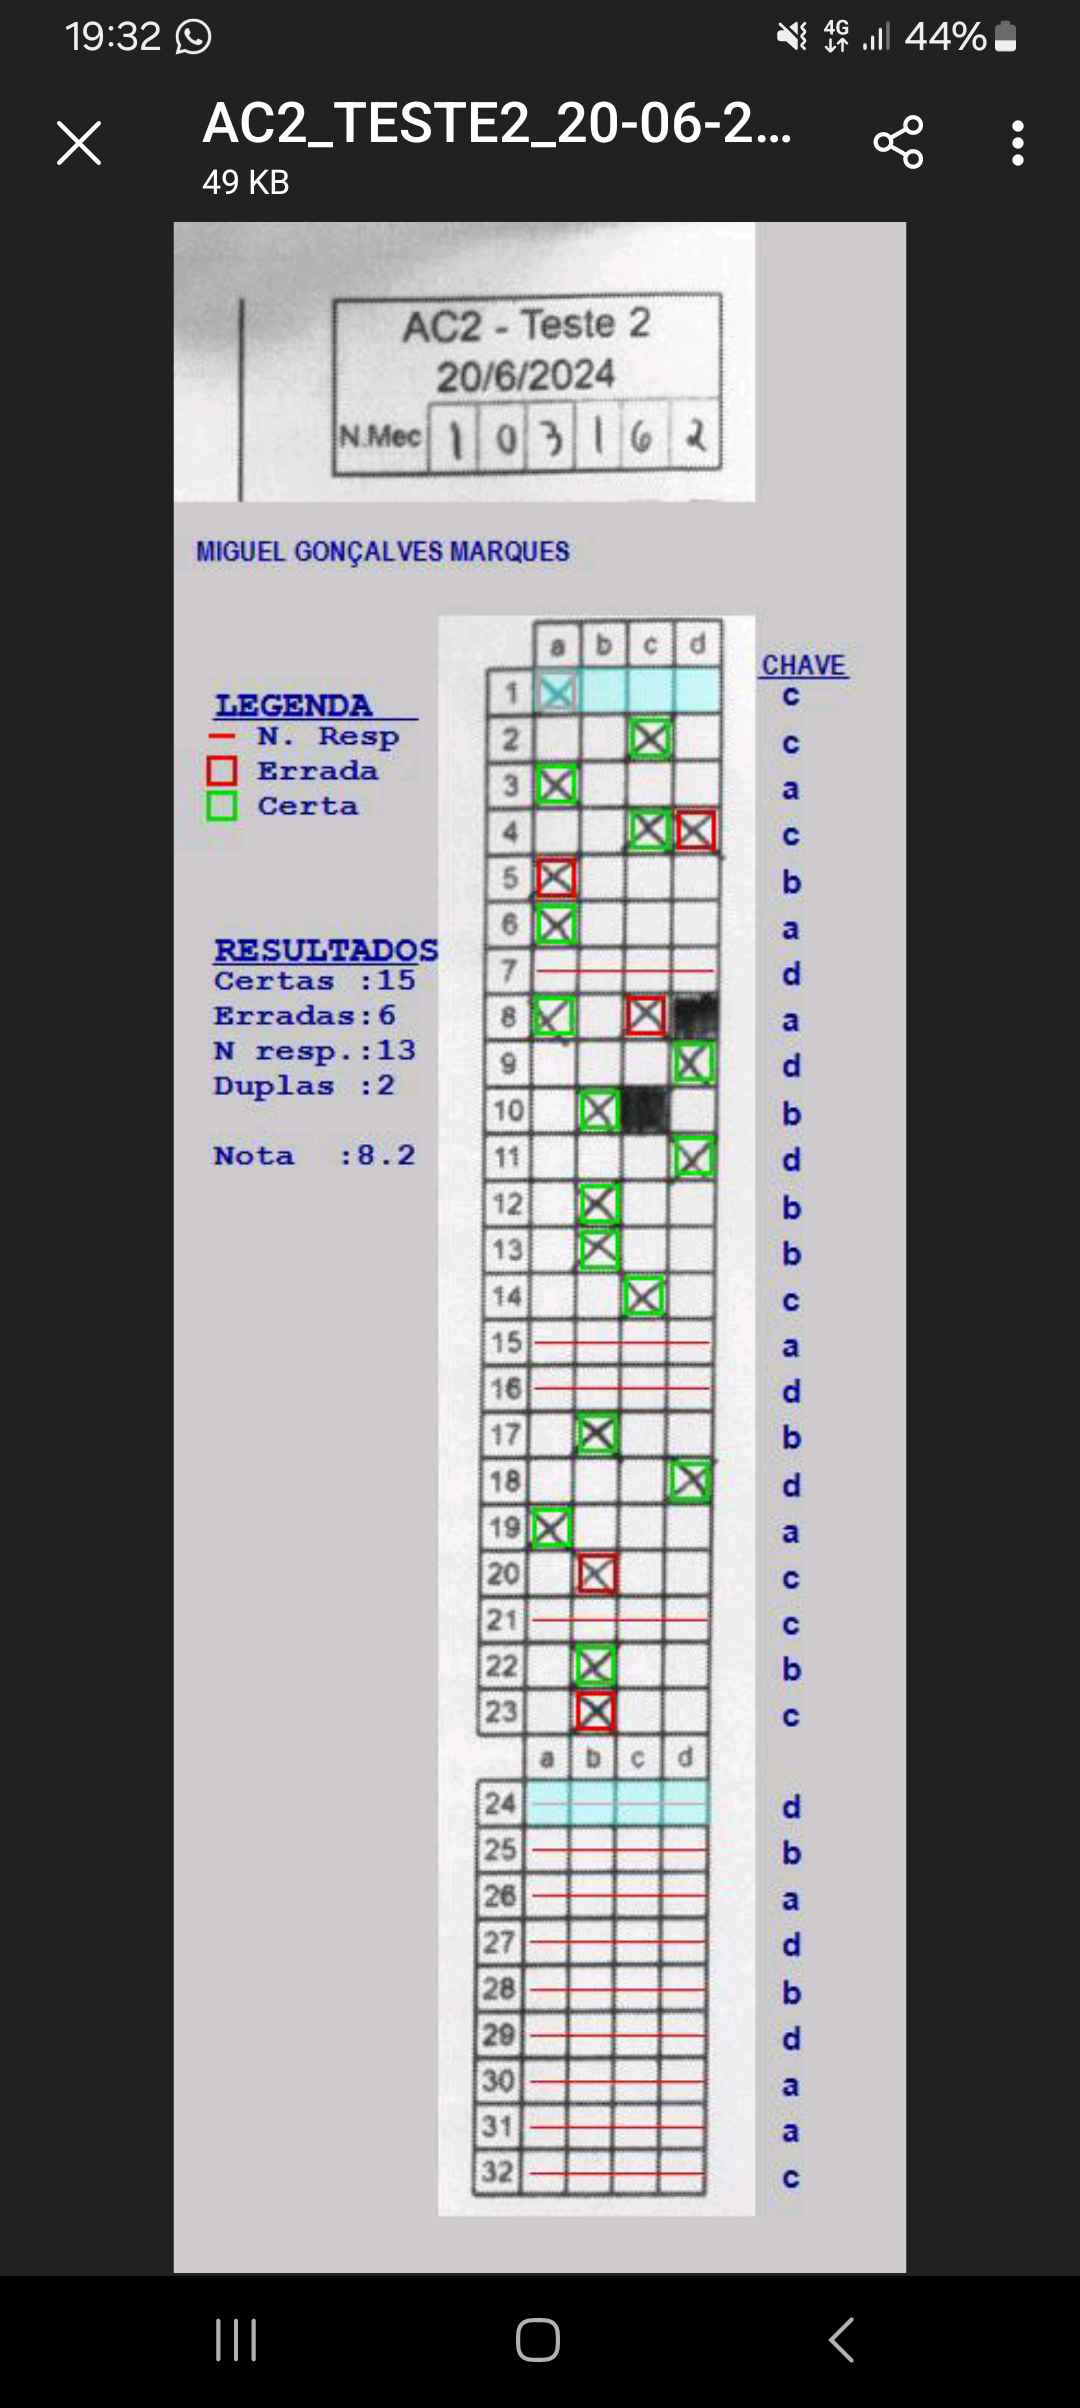 19:32 4G 44%
AC2_TESTE2_20-06-2...
49 KB
AC2 - Teste 2
20/6/2024
N.Mec 1 0 3 1 6 2
MIGUEL GONÇALVES MARQUES
a b c d
CHAVE
LEGENDA
N. Resp
Errada
Certa
RESULTADOS
Certas :15
Erradas:6
N resp.:13
Duplas :2
Nota :8.2
1 c
2 c
3 a
4 c
5 b
6 a
7 d
8 a
9 d
10 b
11 d
12 b
13 b
14 c
15 a
16 d
17 b
18 d
19 a
20 c
21 c
22 b
23 c
a b c d
24 d
25 b
26 a
27 d
28 b
29 d
30 a
31 a
32 c